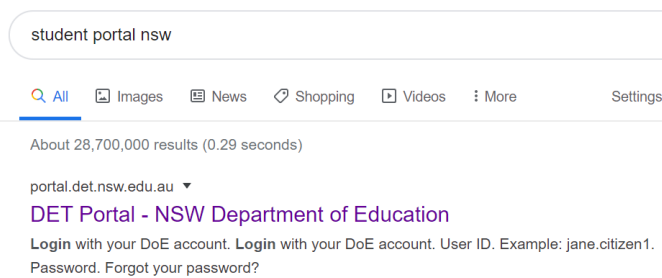 student portal nsw
All Images News Shopping Videos More Settings
About 28,700,000 results (0.29 seconds)
portal.det.nsw.edu.au
DET Portal - NSW Department of Education
Login with your DoE account. Login with your DoE account. User ID. Example: jane.citizen1.
Password. Forgot your password?